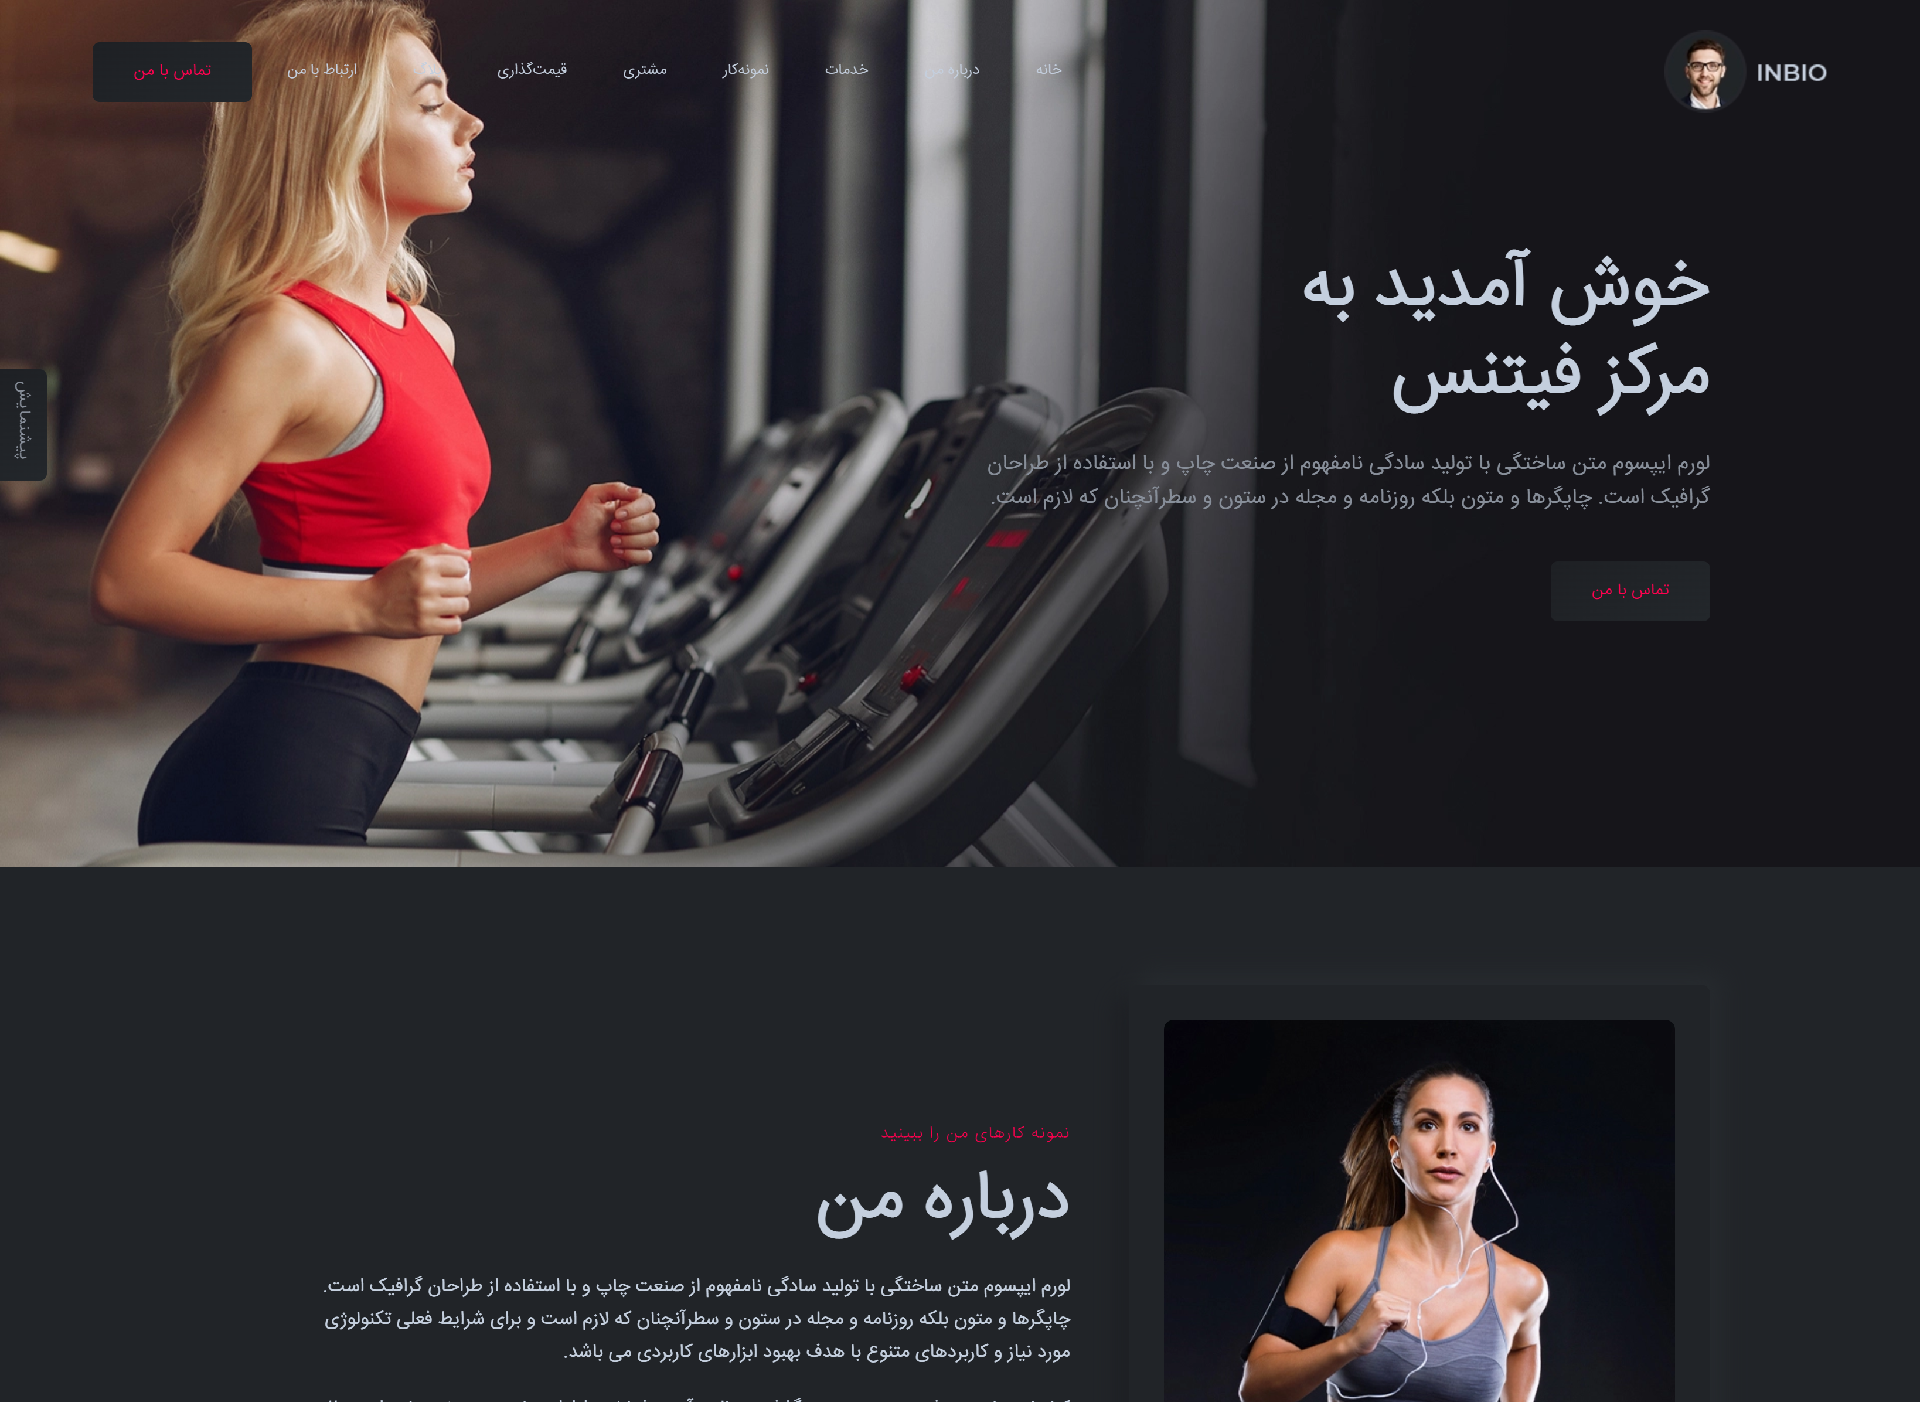 INBIO
خانه
درباره من
خدمات
نمونه‌کار
مشتری
قیمت‌گذاری
ارتباط با من
تماس با من
خوش آمدید به
مرکز فیتنس
لورم ایپسوم متن ساختگی با تولید سادگی نامفهوم از صنعت چاپ و با استفاده از طراحان
گرافیک است. چاپگرها و متون بلکه روزنامه و مجله در ستون و سطرآنچنان که لازم است.
تماس با من
پیشنمایش
نمونه کارهای من را ببینید
درباره من
لورم ایپسوم متن ساختگی با تولید سادگی نامفهوم از صنعت چاپ و با استفاده از طراحان گرافیک است.
چاپگرها و متون بلکه روزنامه و مجله در ستون و سطرآنچنان که لازم است و برای شرایط فعلی تکنولوژی
مورد نیاز و کاربردهای متنوع با هدف بهبود ابزارهای کاربردی می باشد.